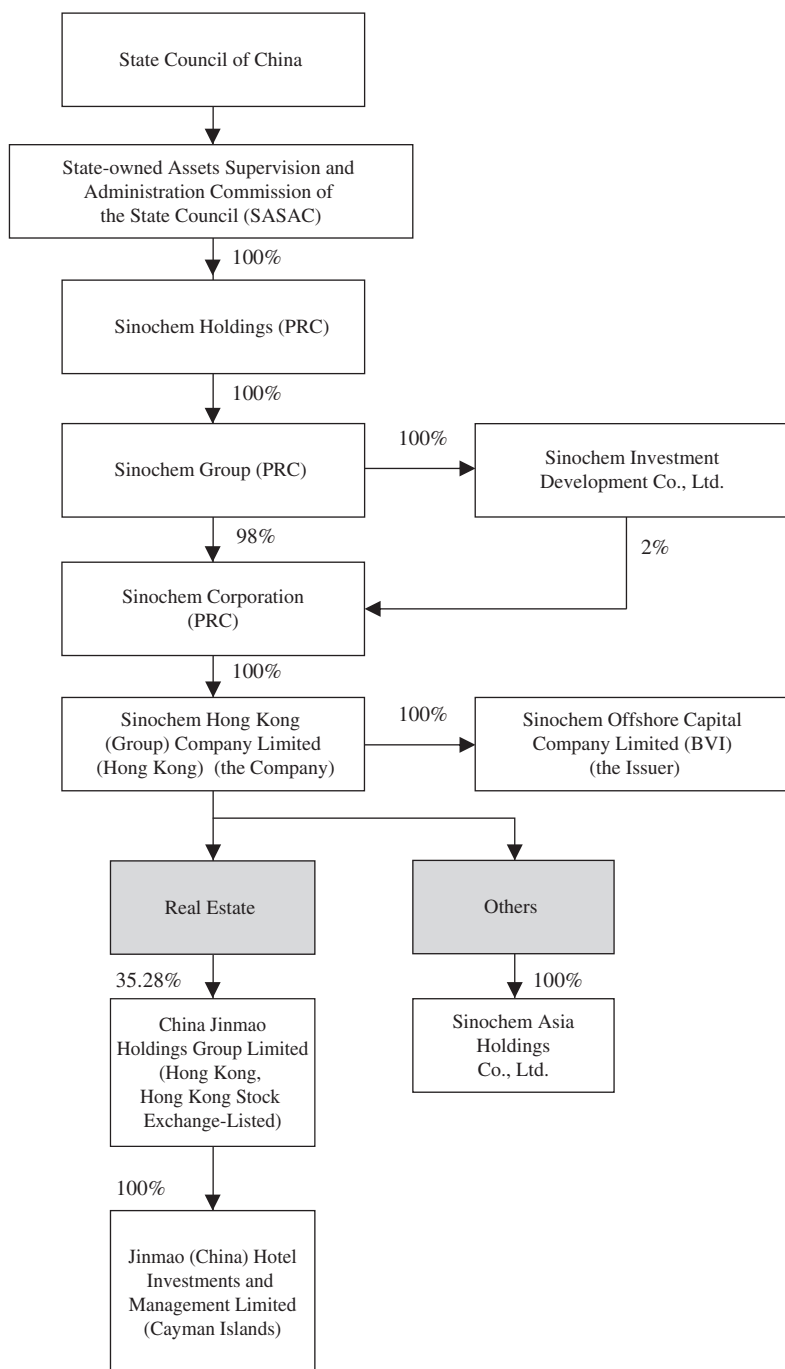 State Council of China
State-owned Assets Supervision and
Administration Commission of
the State Council (SASAC)
100%
Sinochem Holdings (PRC)
100%
Sinochem Group (PRC)
100%
Sinochem Investment
Development Co., Ltd.
98%
2%
Sinochem Corporation
(PRC)
100%
Sinochem Hong Kong
(Group) Company Limited
(Hong Kong) (the Company)
100%
Sinochem Offshore Capital
Company Limited (BVI)
(the Issuer)
Real Estate
Others
35.28%
100%
China Jinmao
Holdings Group Limited
(Hong Kong,
Hong Kong Stock
Exchange-Listed)
Sinochem Asia
Holdings
Co., Ltd.
100%
Jinmao (China) Hotel
Investments and
Management Limited
(Cayman Islands)